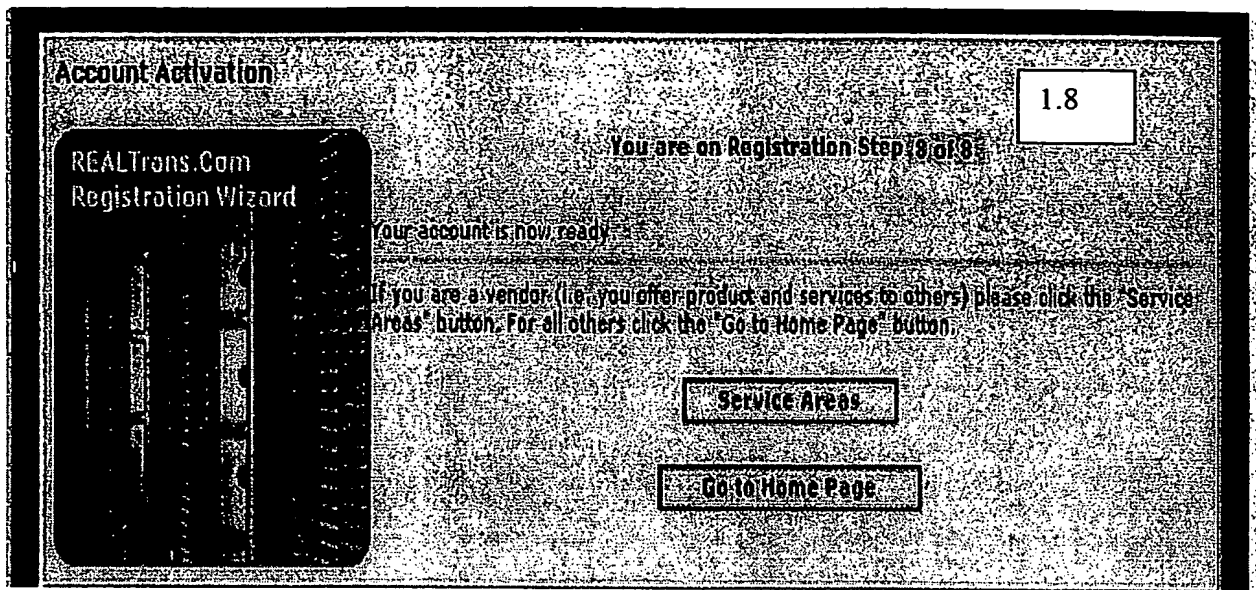 Account Activation
1.8
You are on Registration Step (8 of 8)
REALTrans.Com
Registration Wizard
Your account is now ready
If you are a vendor (i.e. you offer product and services to others) please click the "Service
Areas" button. For all others click the "Go to Home Page" button.
Service Areas
Go to Home Page